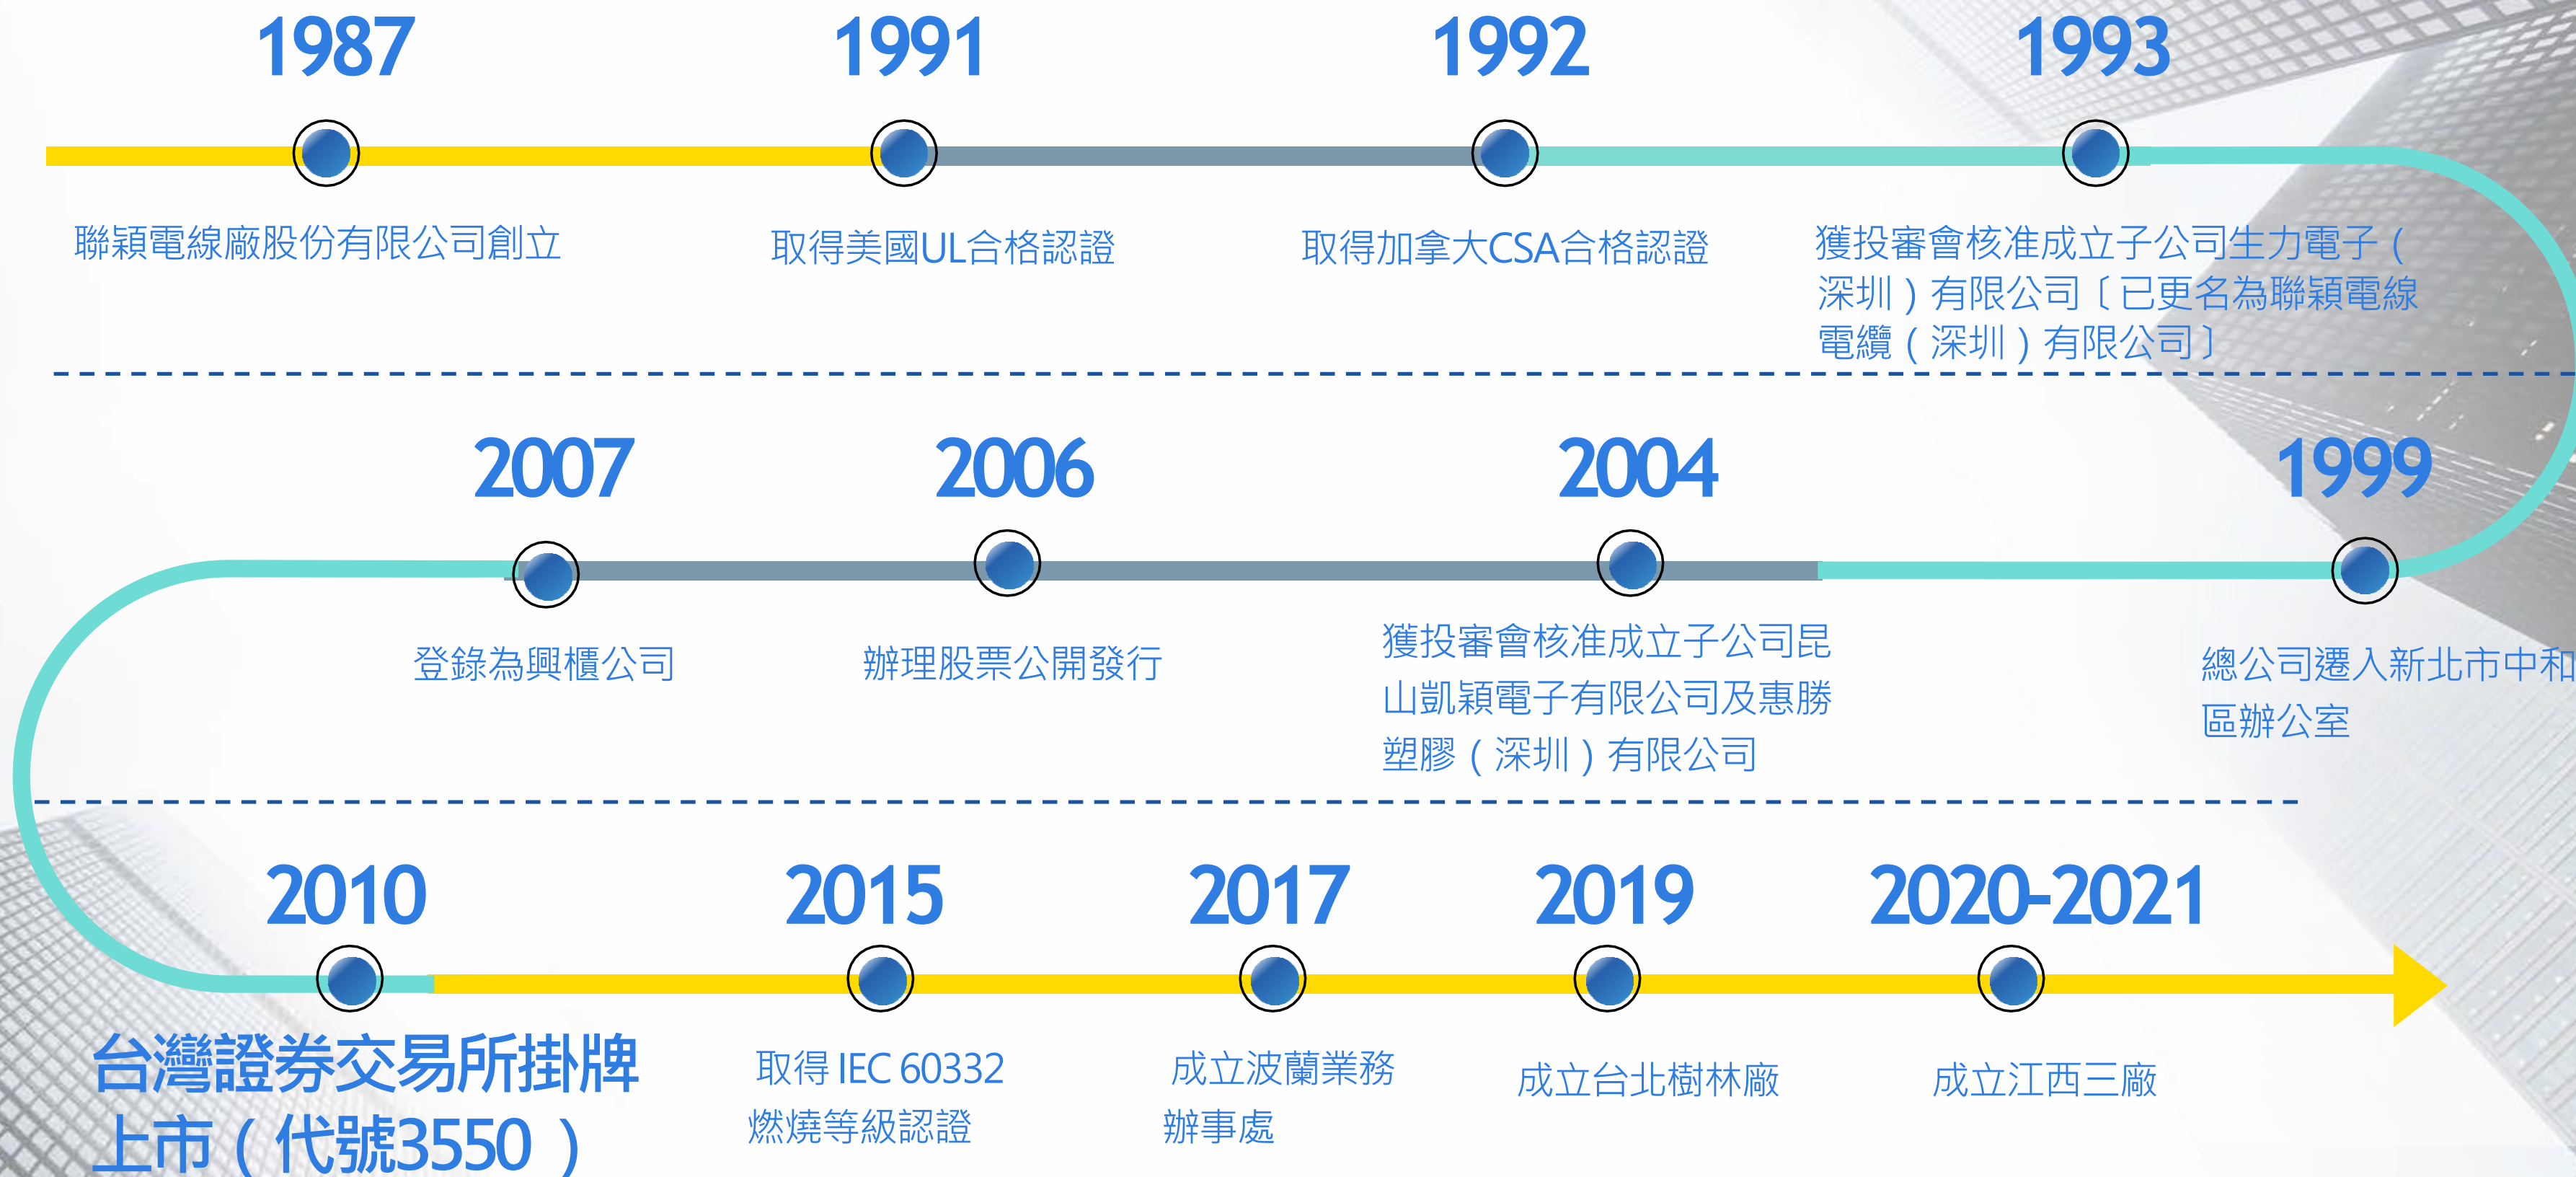 1987
1991
1992
1993
聯穎電線廠股份有限公司創立
取得美國UL合格認證
取得加拿大CSA合格認證
獲投審會核准成立子公司生力電子（
深圳）有限公司〔已更名為聯穎電線
電纜（深圳）有限公司〕
2007
2006
2004
1999
登錄為興櫃公司
辦理股票公開發行
獲投審會核准成立子公司昆
山凱穎電子有限公司及惠勝
塑膠（深圳）有限公司
總公司遷入新北市中和
區辦公室
2010
2015
2017
2019
2020-2021
台灣證券交易所掛牌
上市（代號3550 ）
取得 IEC 60332
燃燒等級認證
成立波蘭業務
辦事處
成立台北樹林廠
成立江西三廠